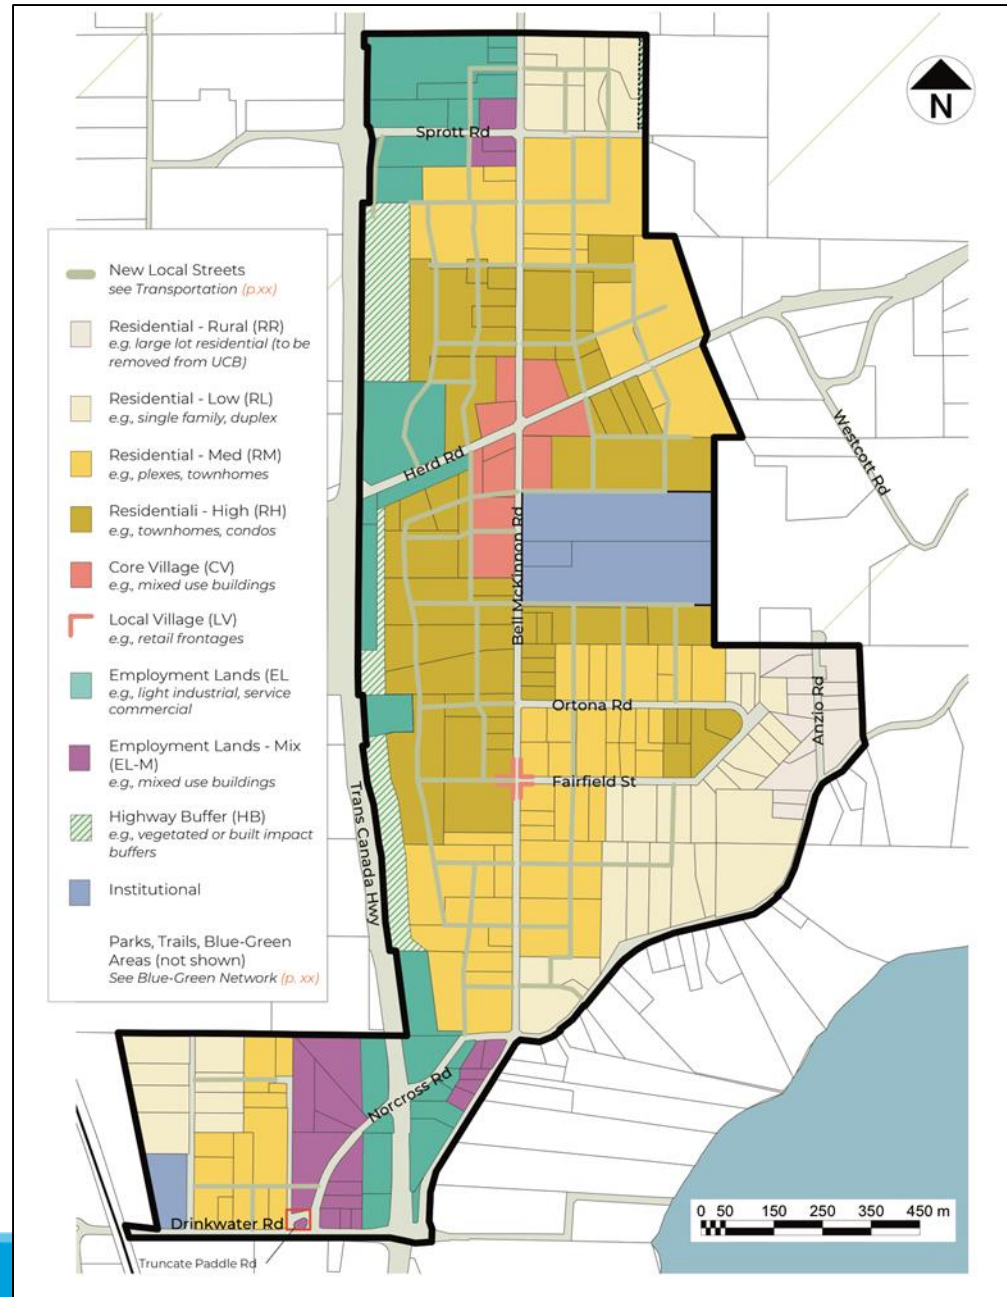 N
Sprott Rd
New Local Streets
see Transportation (p.xx)
Residential - Rural (RR)
e.g. large lot residential (to be
removed from UCB)
Residential - Low (RL)
e.g., single family, duplex
Residential - Med (RM)
e.g., plexes, townhomes
Residentiali - High (RH)
e.g., townhomes, condos
Core Village (CV)
e.g., mixed use buildings
Local Village (LV)
e.g., retail frontages
Employment Lands (EL
e.g., light industrial, service
commercial
Employment Lands - Mix
(EL-M)
e.g., mixed use buildings
Highway Buffer (HB)
e.g., vegetated or built impact
buffers
Institutional
Parks, Trails, Blue-Green
Areas (not shown)
See Blue-Green Network (p. xx)
Herd Rd
Westcott Rd
Bell McKinnon Rd
Ortona Rd
Anzio Rd
Fairfield St
Trans Canada Hwy
Norcross Rd
Drinkwater Rd
Truncate Paddle Rd
0 50 150 250 350 450 m